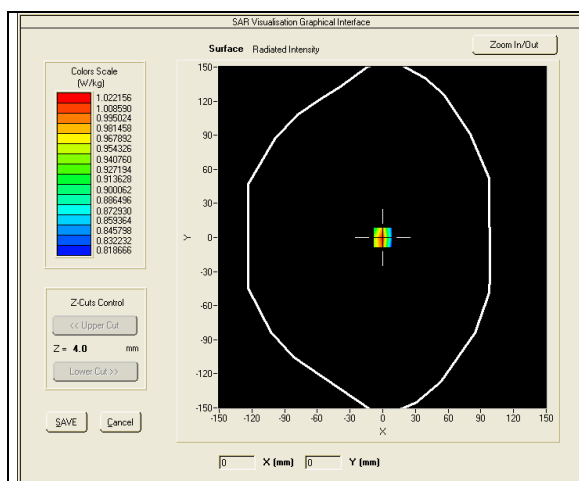 SAR Visualisation Graphical Interface
Surface Radiated Intensity
Zoom In/Out
Colors Scale
(W/kg)
1.022156
1.008590
0.995024
0.981458
0.967892
0.954326
0.940760
0.927194
0.913628
0.900062
0.886496
0.872930
0.859364
0.845798
0.832232
0.818666
150-
120-
90-
60-
30-
0-
-30-
-60-
-90-
-120-
-150-
Y
-150 -120 -90 -60 -30 0 30 60 90 120 150
X
Z-Cuts Control
<< Upper Cut
Z = 4.0 mm
Lower Cut >>
SAVE Cancel
0 X (mm) 0 Y (mm)